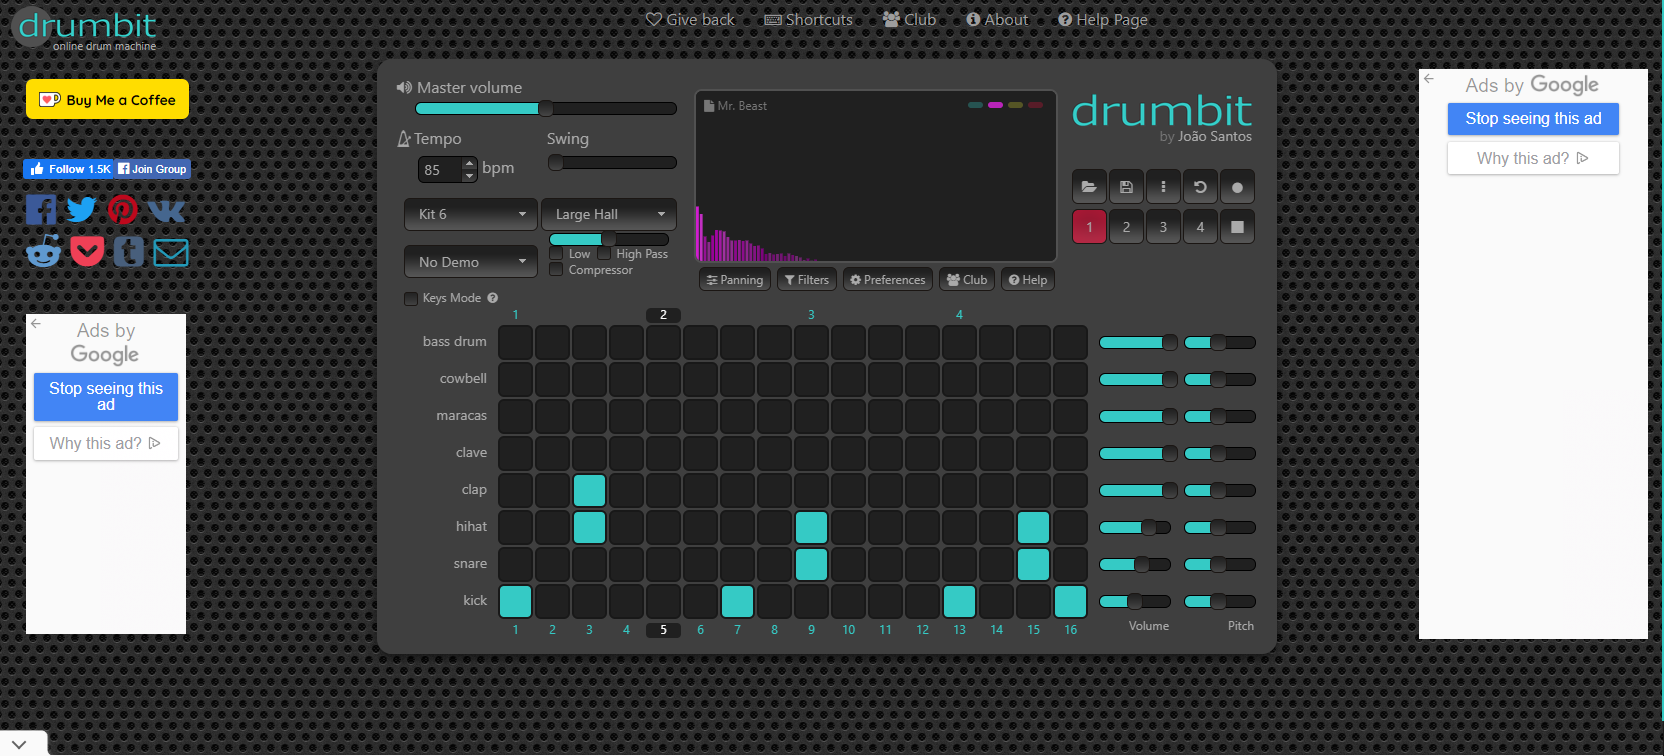 drumbit
online drum machine
Give back
Shortcuts
Club
About
Help Page
Buy Me a Coffee
Follow 1.5K
Join Group
Ads by
Google
Stop seeing this
ad
Why this ad?
Master volume
Tempo
Swing
85
bpm
Kit 6
Large Hall
No Demo
Low
High Pass
Compressor
Keys Mode
Mr. Beast
Panning
Filters
Preferences
Club
Help
drumbit
by João Santos
1 2 3 4
1 2 3 4
bass drum
cowbell
maracas
clave
clap
hihat
snare
kick
1 2 3 4 5 6 7 8 9 10 11 12 13 14 15 16
Volume
Pitch
Ads by Google
Stop seeing this ad
Why this ad?